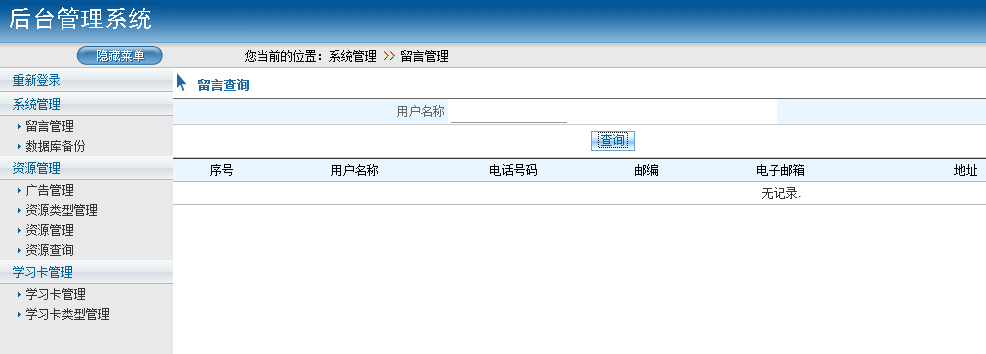 后台管理系统
隐藏菜单
您当前的位置：系统管理 >> 留言管理
重新登录
系统管理
留言管理
数据库备份
资源管理
广告管理
资源类型管理
资源管理
资源查询
学习卡管理
学习卡管理
学习卡类型管理
留言查询
用户名称
查询
序号 用户名称 电话号码 邮编 电子邮箱 地址
无记录.